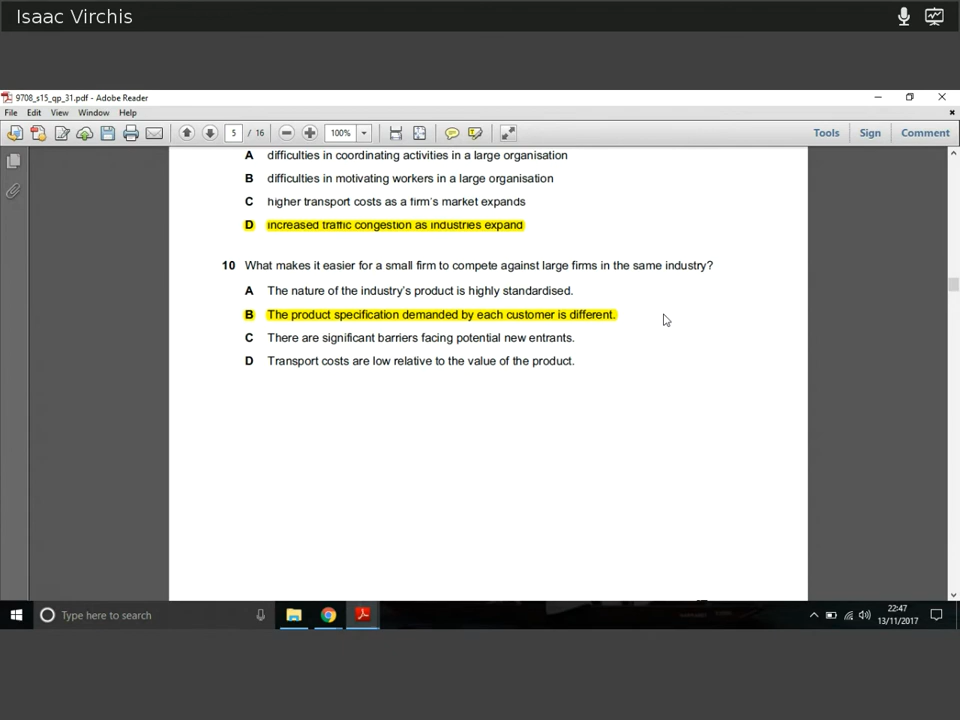 Isaac Virchis
9708_s15_qp_31.pdf - Adobe Reader
File Edit View Window Help
5 / 16 100% Tools Sign Comment
A difficulties in coordinating activities in a large organisation
B difficulties in motivating workers in a large organisation
C higher transport costs as a firm's market expands
D increased traffic congestion as industries expand
10 What makes it easier for a small firm to compete against large firms in the same industry?
A The nature of the industry's product is highly standardised.
B The product specification demanded by each customer is different.
C There are significant barriers facing potential new entrants.
D Transport costs are low relative to the value of the product.
Type here to search
22:47
13/11/2017